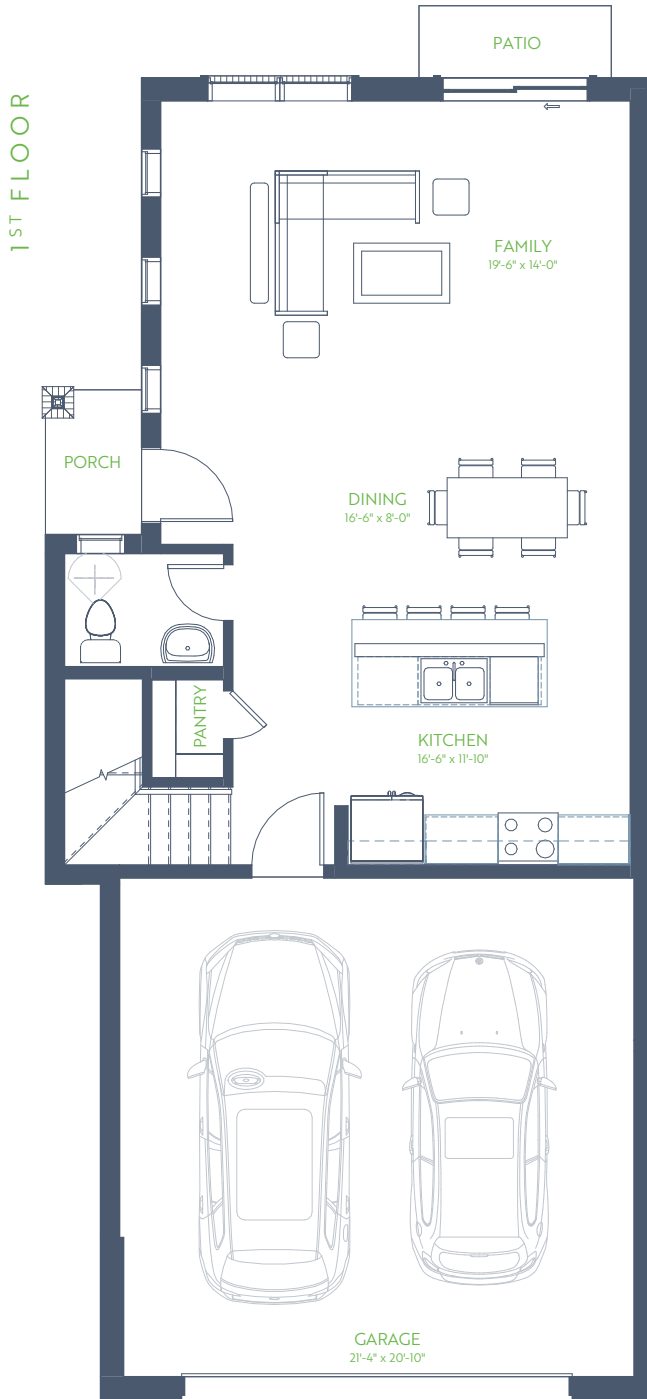 1ST FLOOR
PATIO
FAMILY
19'-6" x 14'-0"
PORCH
DINING
16'-6" x 8'-0"
PANTRY
KITCHEN
16'-6" x 11'-10"
GARAGE
21'-4" x 20'-10"